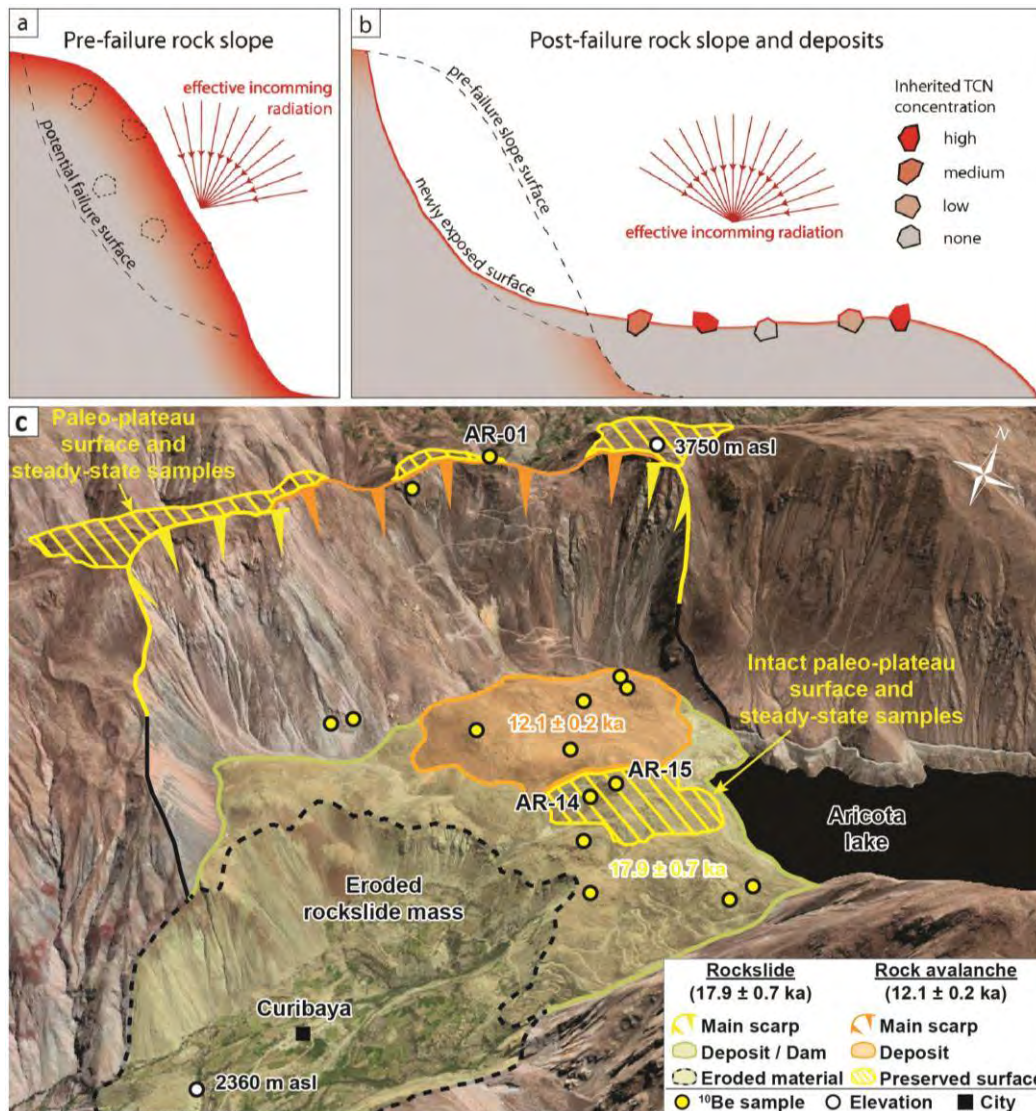 a
Pre-failure rock slope
effective incomming
radiation
potential failure surface
b
Post-failure rock slope and deposits
pre-failure slope surface
newly exposed surface
effective incomming radiation
Inherited TCN
concentration
high
medium
low
none
c
Paleo-plateau
surface and
steady-state samples
AR-01
3750 m asl
N
Intact paleo-plateau
surface and
steady-state samples
12.1 ± 0.2 ka
AR-15
AR-14
Aricota
lake
17.9 ± 0.7 ka
Eroded
rockslide mass
Curibaya
2360 m asl
Rockslide
(17.9 ± 0.7 ka)
Main scarp
Deposit / Dam
Eroded material
Rock avalanche
(12.1 ± 0.2 ka)
Main scarp
Deposit
Preserved surface
¹⁰Be sample
Elevation
City